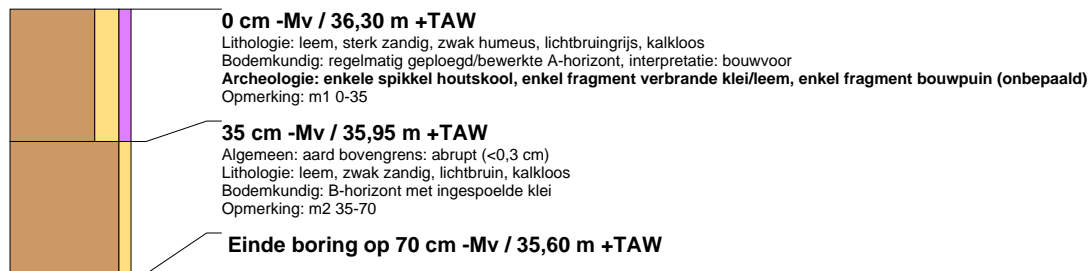 0 cm -Mv / 36,30 m +TAW
Lithologie: leem, sterk zandig, zwak humeus, lichtbruingrijs, kalkloos
Bodemkundig: regelmatig geploegd/bewerkte A-horizont, interpretatie: bouwvoor
Archeologie: enkele spikkel houtskool, enkel fragment verbrande klei/leem, enkel fragment bouwpuin (onbepaald)
Opmerking: m1 0-35
35 cm -Mv / 35,95 m +TAW
Algemeen: aard bovengrens: abrupt (<0,3 cm)
Lithologie: leem, zwak zandig, lichtbruin, kalkloos
Bodemkundig: B-horizont met ingespoelde klei
Opmerking: m2 35-70
Einde boring op 70 cm -Mv / 35,60 m +TAW